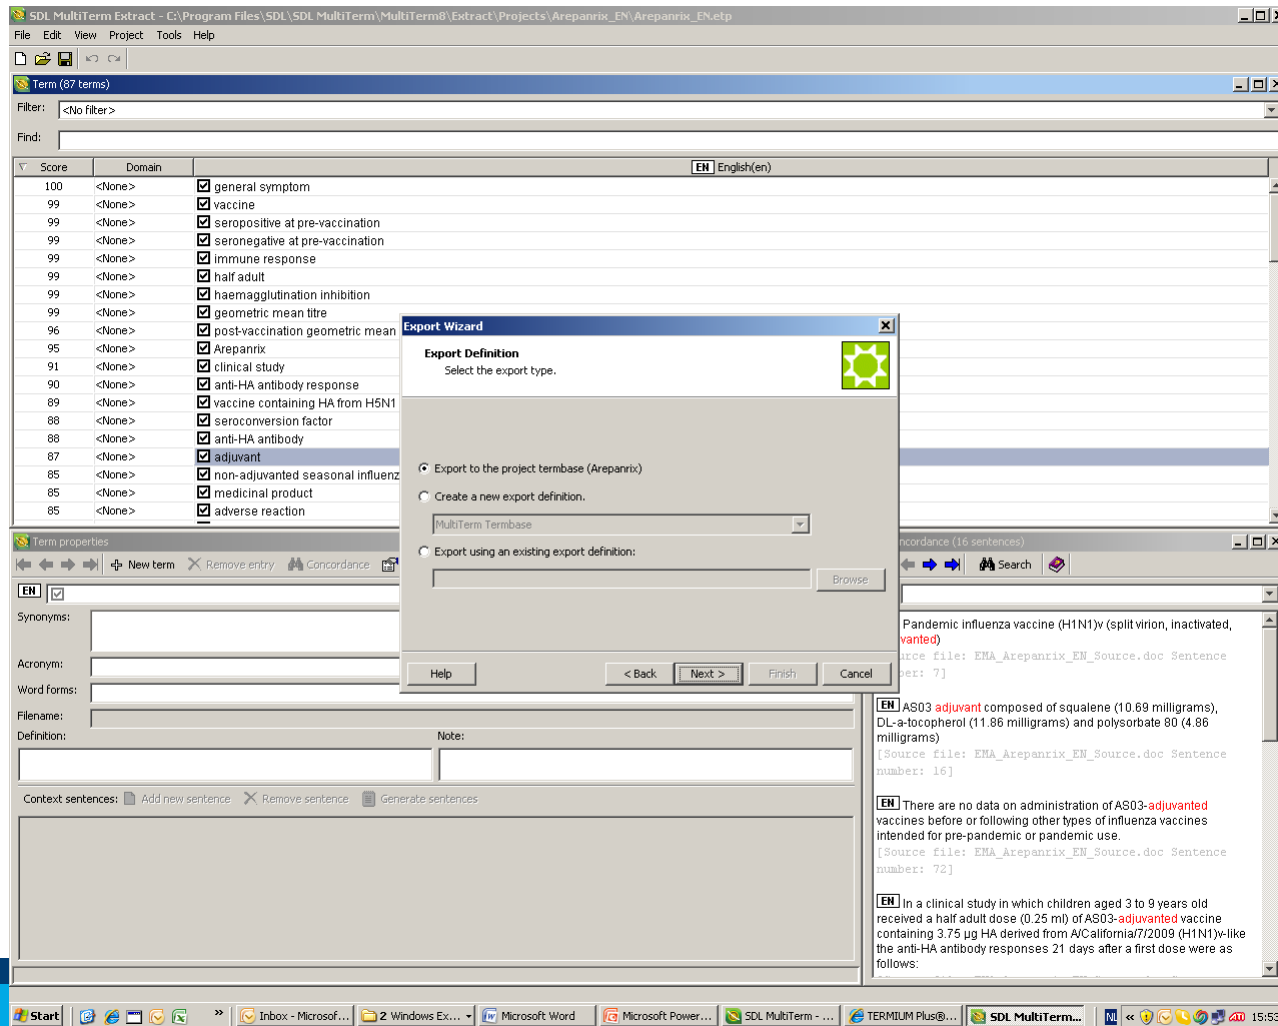 SDL MultiTerm Extract - C:\Program Files\SDL\SDL MultiTerm\MultiTerm8\Extract\Projects\Arepanrix_EN\Arepanrix_EN.etp
File Edit View Project Tools Help
Term (87 terms)
Filter: <No filter>
Find:
Score Domain EN English(en)
100 <None> general symptom
99 <None> vaccine
99 <None> seropositive at pre-vaccination
99 <None> seronegative at pre-vaccination
99 <None> immune response
99 <None> half adult
99 <None> haemagglutination inhibition
99 <None> geometric mean titre
96 <None> post-vaccination geometric mean
95 <None> Arepanrix
91 <None> clinical study
90 <None> anti-HA antibody response
89 <None> vaccine containing HA from H5N1
88 <None> seroconversion factor
88 <None> anti-HA antibody
87 <None> adjuvant
85 <None> non-adjuvanted seasonal influenz
85 <None> medicinal product
85 <None> adverse reaction
Export Wizard
Export Definition
Select the export type.
Export to the project termbase (Arepanrix)
Create a new export definition.
MultiTerm Termbase
Export using an existing export definition:
Browse
Help < Back Next > Finish Cancel
Term properties
New term Remove entry Concordance
EN
Synonyms:
Acronym:
Word forms:
Filename:
Definition: Note:
Context sentences: Add new sentence Remove sentence Generate sentences
ncordance (16 sentences)
Search
Pandemic influenza vaccine (H1N1)v (split virion, inactivated,
vanted)
urce file: EMA_Arepanrix_EN_Source.doc Sentence
ber: 7]
EN AS03 adjuvant composed of squalene (10.69 milligrams),
DL-a-tocopherol (11.86 milligrams) and polysorbate 80 (4.86
milligrams)
[Source file: EMA_Arepanrix_EN_Source.doc Sentence
number: 16]
EN There are no data on administration of AS03-adjuvanted
vaccines before or following other types of influenza vaccines
intended for pre-pandemic or pandemic use.
[Source file: EMA_Arepanrix_EN_Source.doc Sentence
number: 72]
EN In a clinical study in which children aged 3 to 9 years old
received a half adult dose (0.25 ml) of AS03-adjuvanted vaccine
containing 3.75 µg HA derived from A/California/7/2009 (H1N1)v-like
the anti-HA antibody responses 21 days after a first dose were as
follows:
Start » Inbox - Microsof... 2 Windows Ex... Microsoft Word Microsoft Power... SDL MultiTerm - ... TERMIUM Plus®... SDL MultiTerm... NL « 15:53